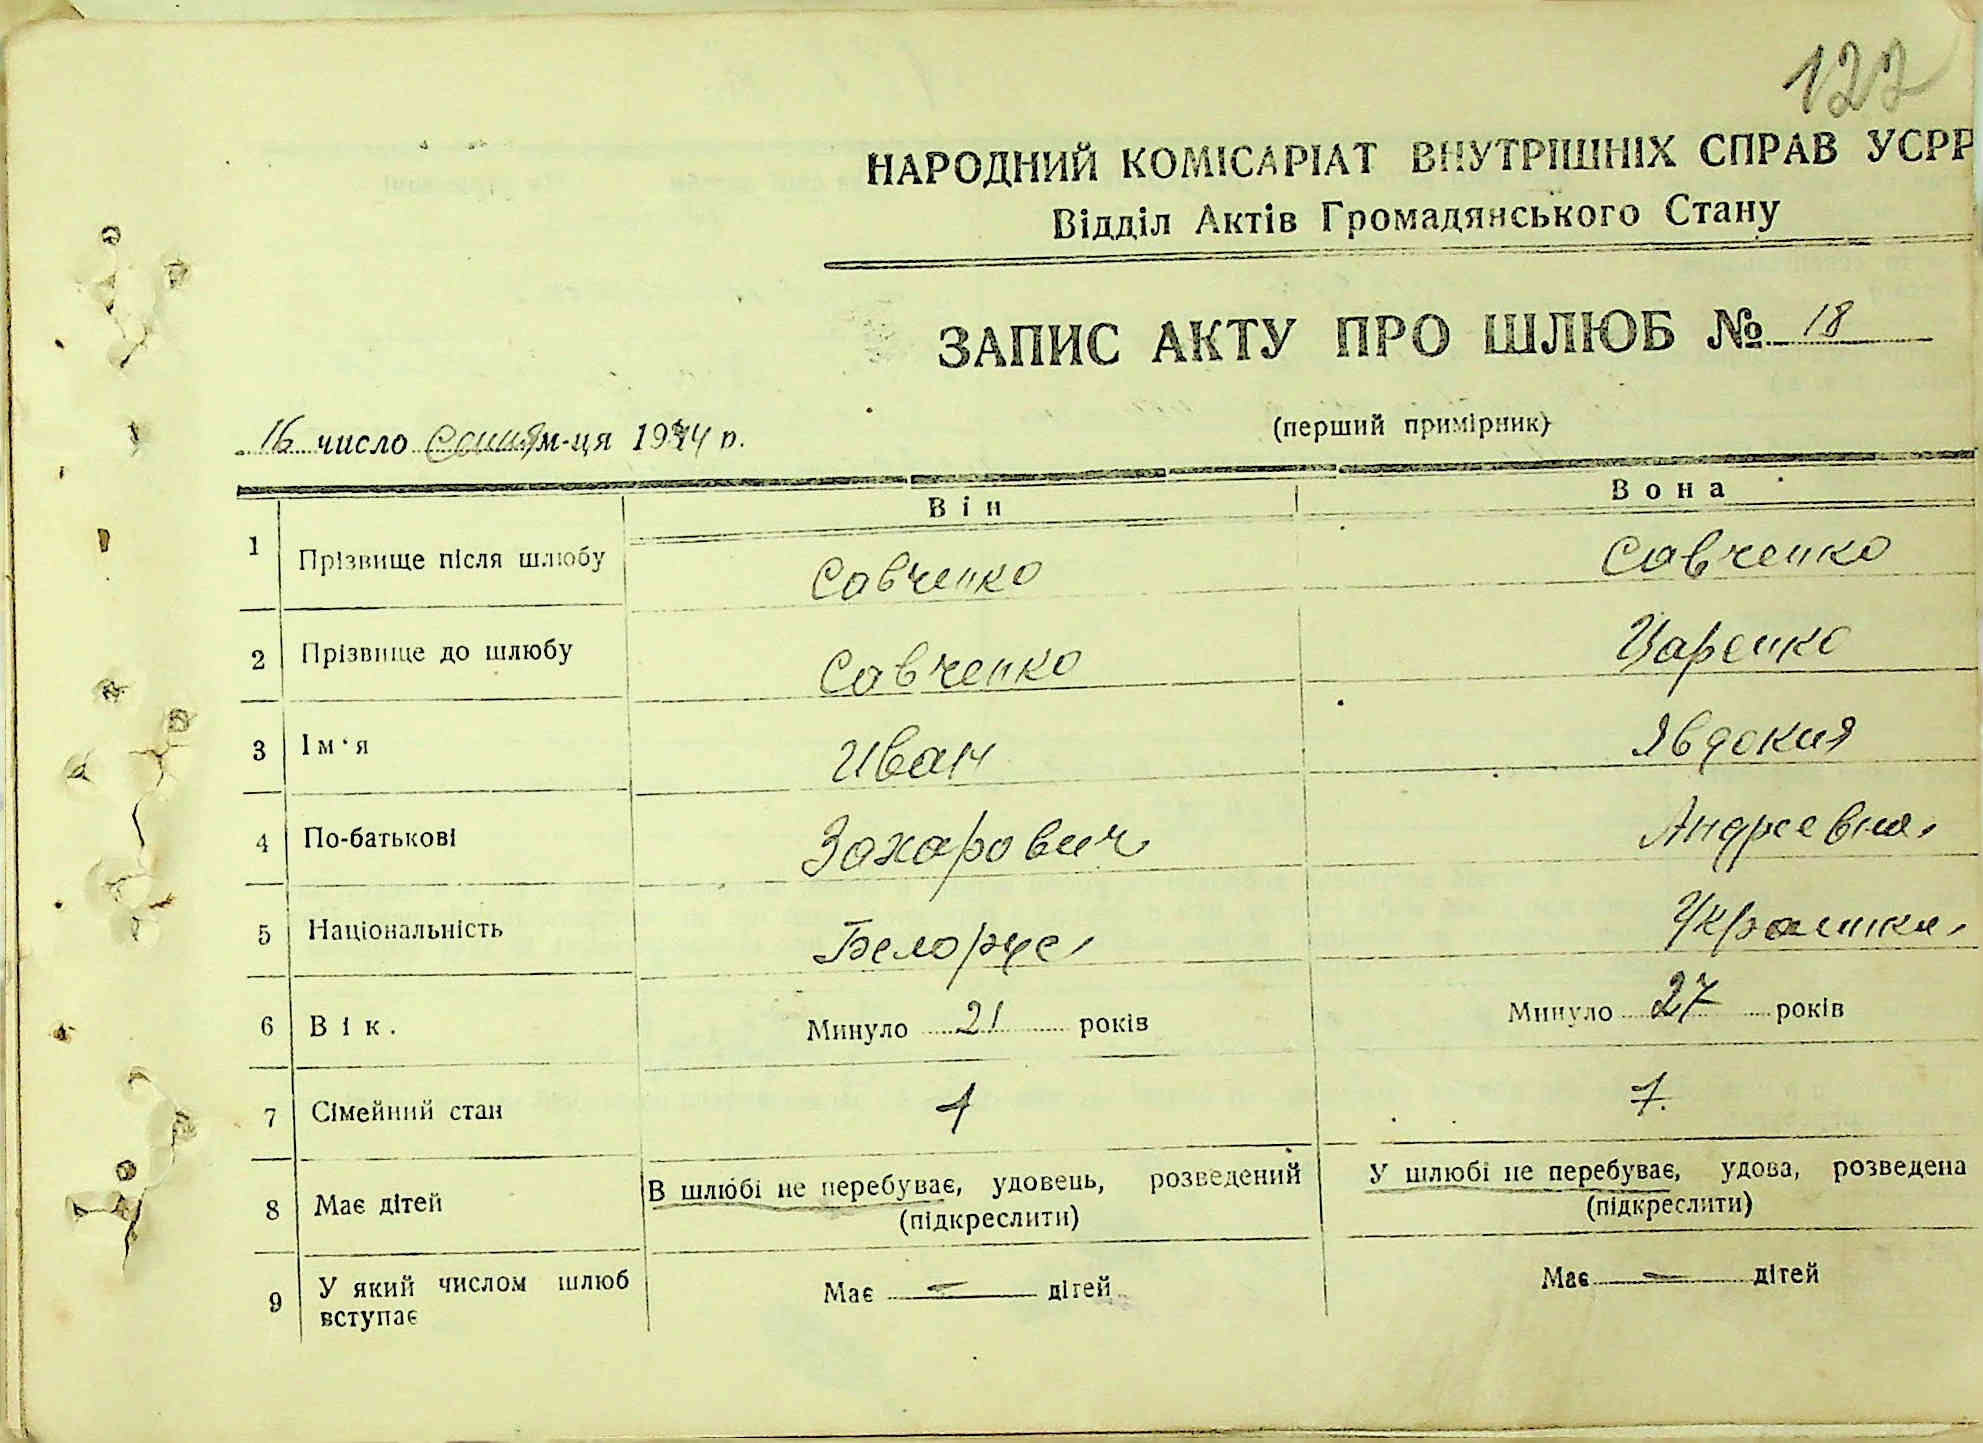 122
НАРОДНИЙ КОМІСАРІАТ ВНУТРІШНІХ СПРАВ УСРР
Відділ Актів Громадянського Стану
ЗАПИС АКТУ ПРО ШЛЮБ № 18
(перший примірник)
16 число м-ця 1944 р.
Він Вона
1 Прізвище після шлюбу Савченко Савченко
2 Прізвище до шлюбу Савченко Царенко
3 Ім'я Иван Явдокия
4 По-батькові Захарович Андреевна
5 Національність Белорус Украинка
6 Вік. Минуло 21 років Минуло 27 років
7 Сімейний стан 1 1.
8 Має дітей В шлюбі не перебуває, удовець, розведений У шлюбі не перебуває, удова, розведена
(підкреслити) (підкреслити)
9 У який числом шлюб вступає Має — дітей Має — дітей